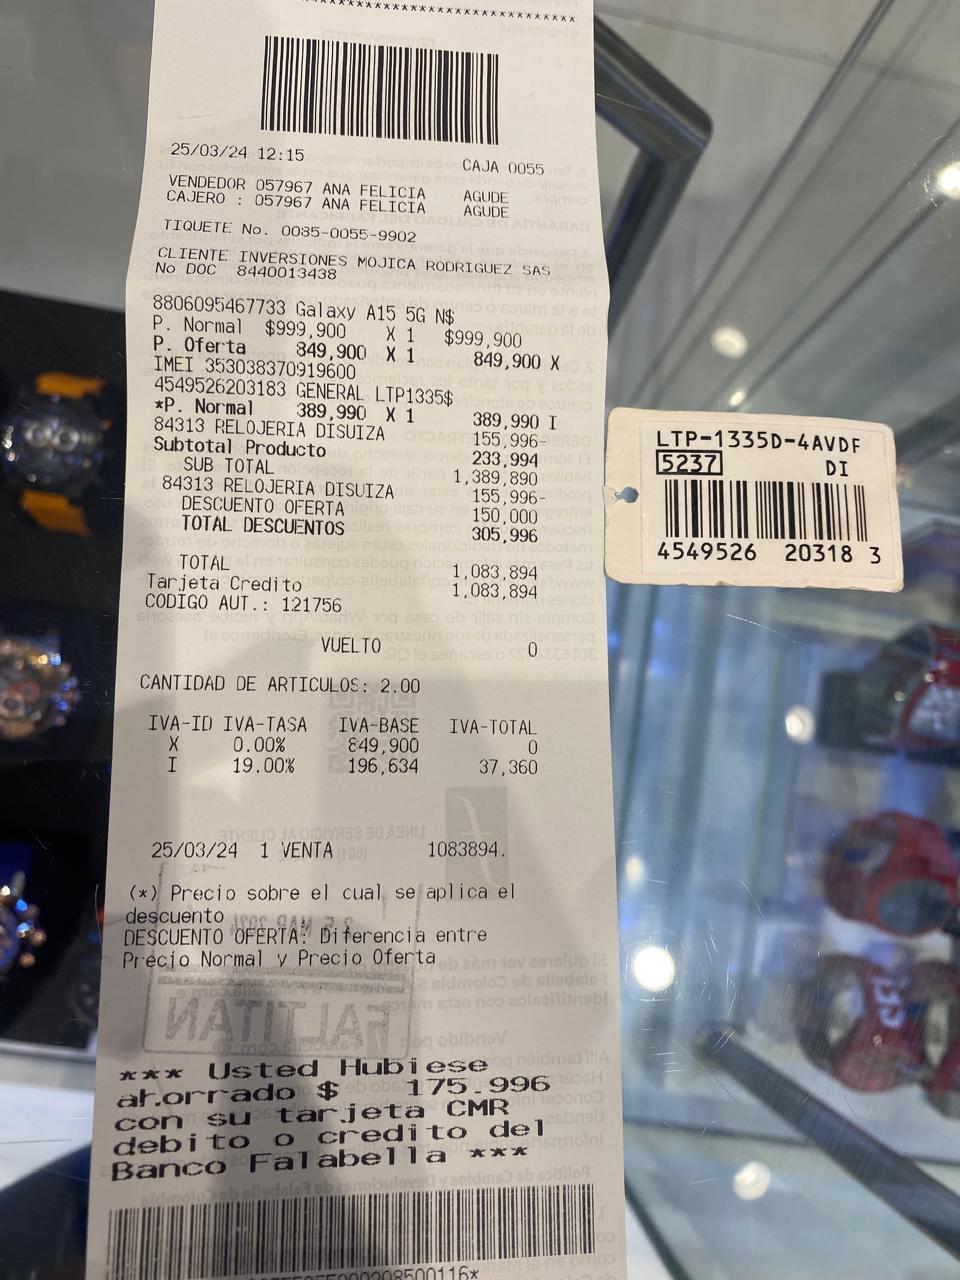 25/03/24 12:15 CAJA 0055
VENDEDOR 057967 ANA FELICIA AGUDE
CAJERO : 057967 ANA FELICIA AGUDE
TIQUETE No. 0085-0055-9902
CLIENTE INVERSIONES MOJICA RODRIGUEZ SAS
No DOC 8440013438
8806095467733 Galaxy A15 5G N$
P. Normal $999,900 X 1 $999,900
P. Oferta 849,900 X 1 849,900 X
IMEI 353038370919600
4549526203183 GENERAL LTP1335$
*P. Normal 389,990 X 1 389,990 I
84313 RELOJERIA DISUIZA 155,996-
Subtotal Producto 233,994
SUB TOTAL 1,389,890
84313 RELOJERIA DISUIZA 155,996-
DESCUENTO OFERTA 150,000
TOTAL DESCUENTOS 305,996
TOTAL 1,083,894
Tarjeta Credito 1,083,894
CODIGO AUT.: 121756
VUELTO 0
CANTIDAD DE ARTICULOS: 2.00
IVA-ID IVA-TASA IVA-BASE IVA-TOTAL
X 0.00% 849,900 0
I 19.00% 196,634 37,360
25/03/24 1 VENTA 1083894.
(*) Precio sobre el cual se aplica el
descuento
DESCUENTO OFERTA: Diferencia entre
Precio Normal y Precio Oferta
*** Usted Hubiese
ahorrado $ 175.996
con su tarjeta CMR
debito o credito del
Banco Falabella ***
LTP-1335D-4AVDF
5237 DI
4549526 20318 3